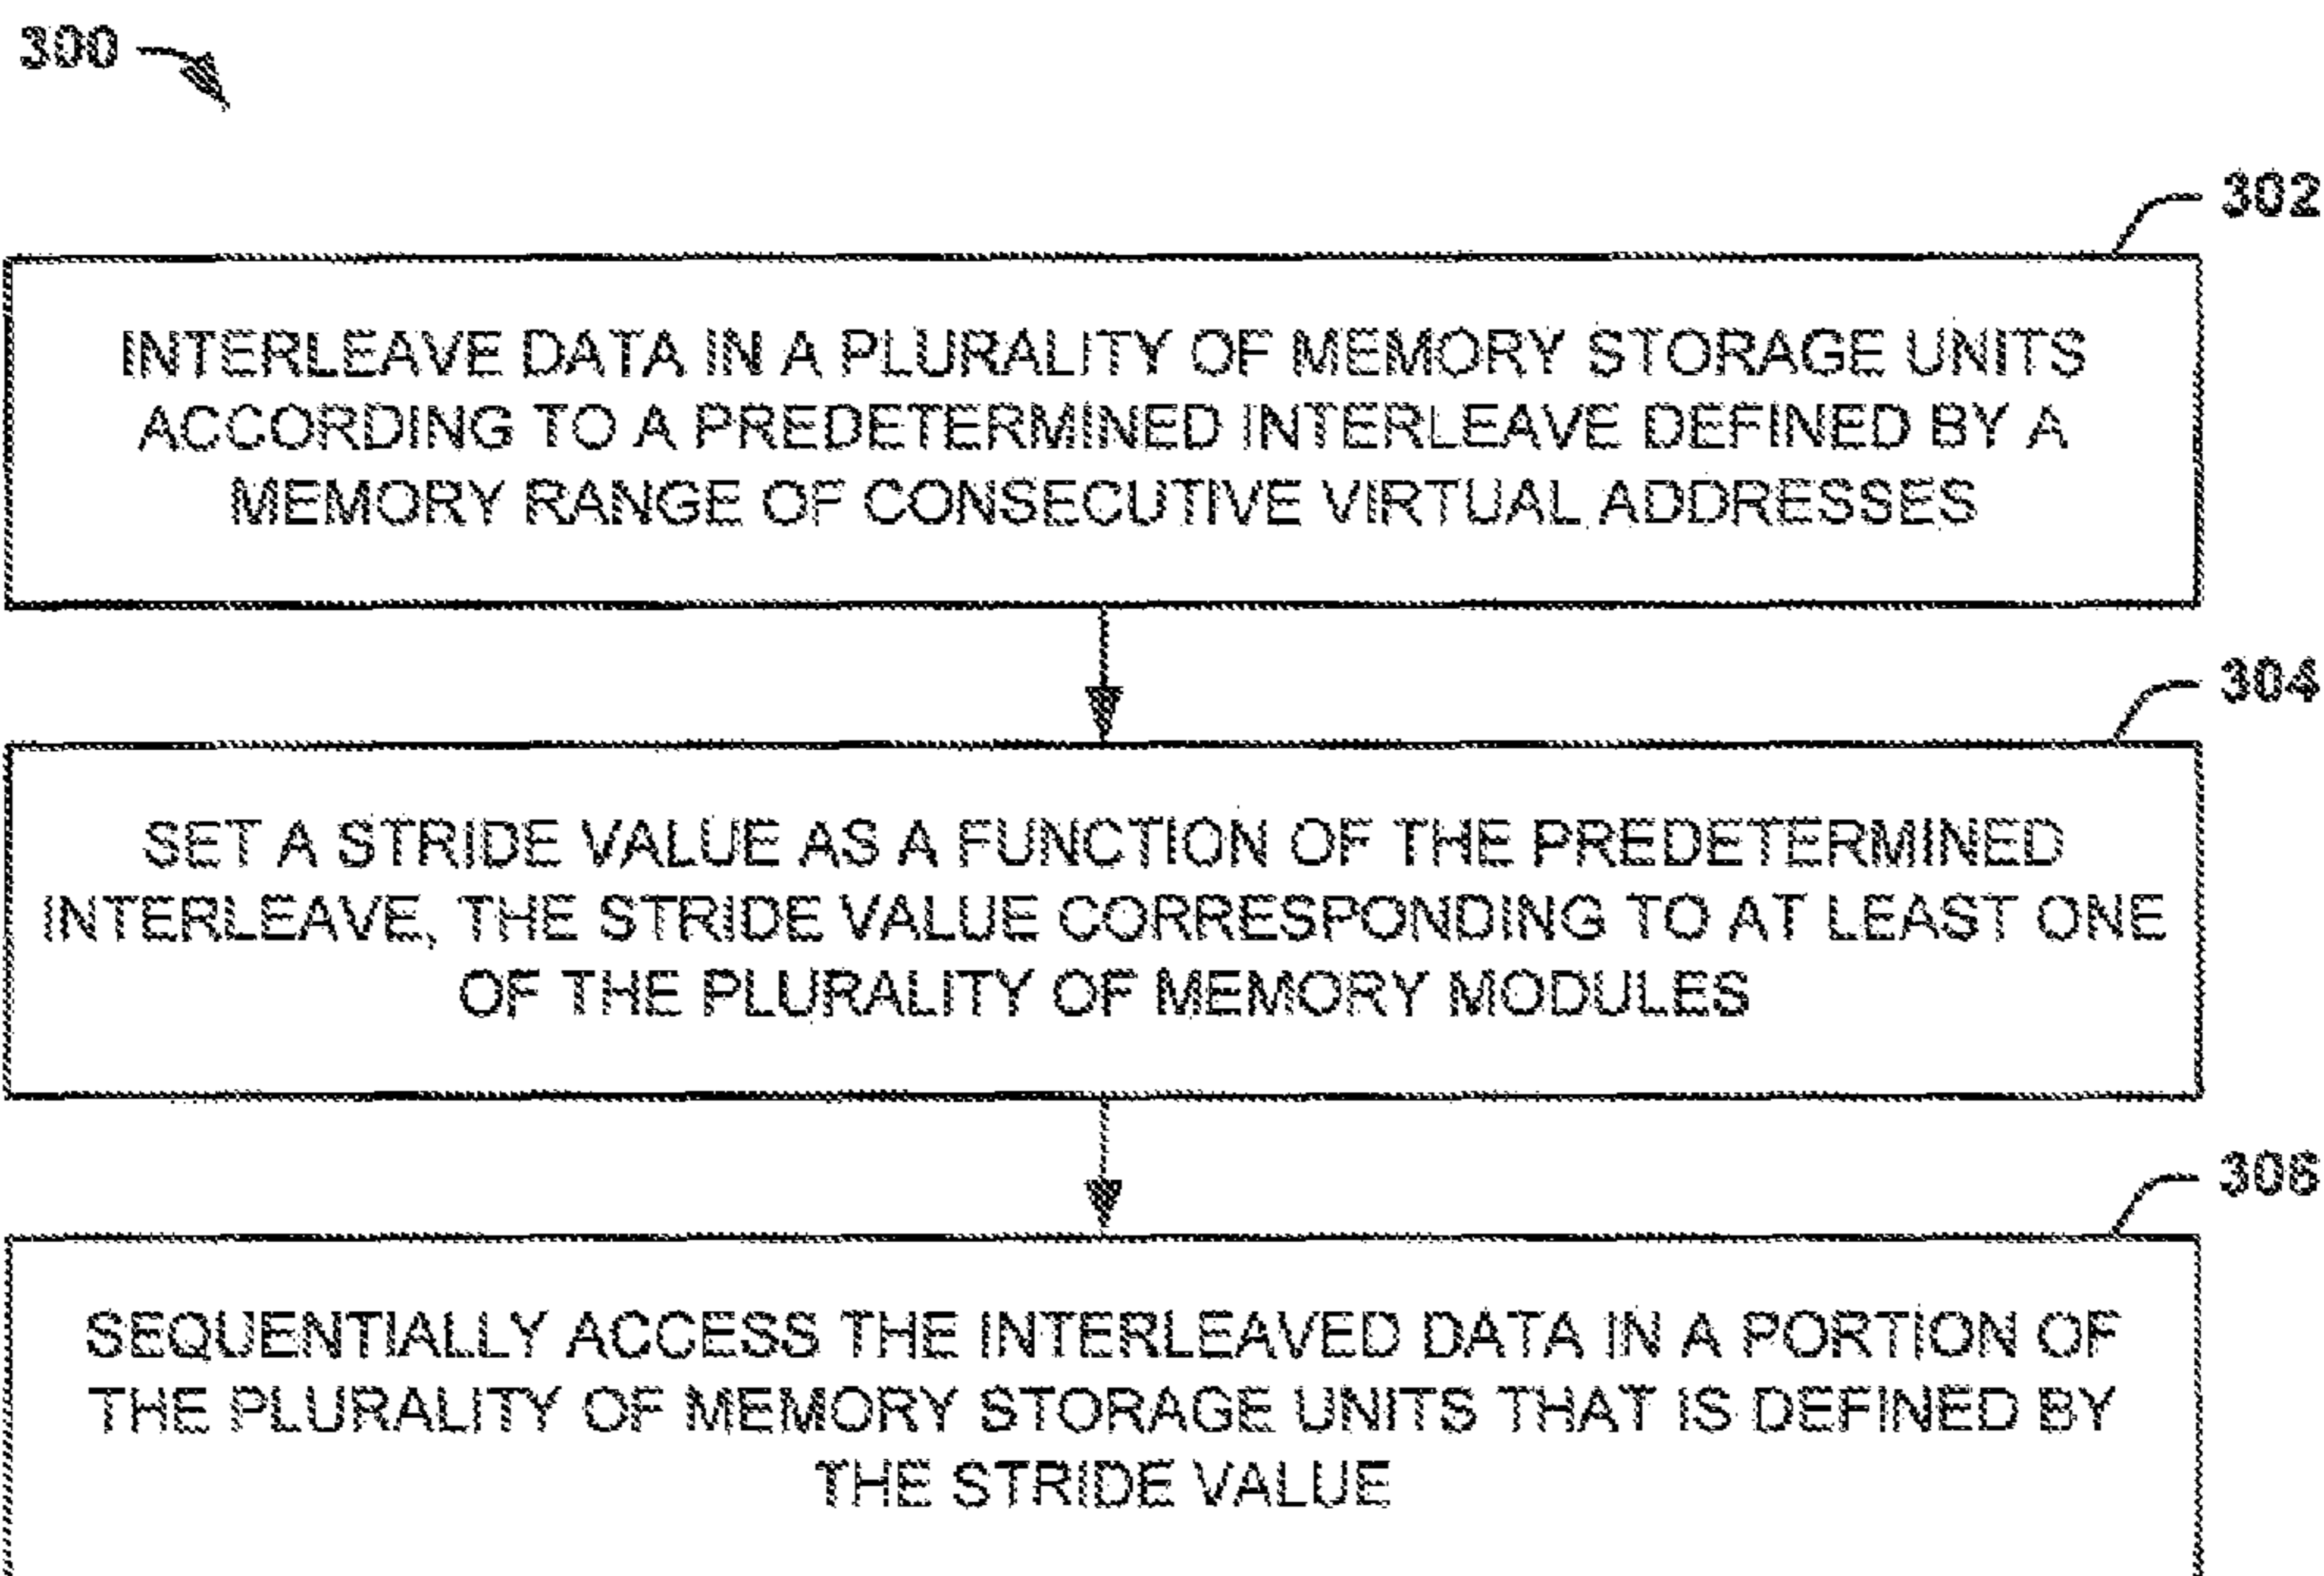 300
302
INTERLEAVE DATA IN A PLURALITY OF MEMORY STORAGE UNITS
ACCORDING TO A PREDETERMINED INTERLEAVE DEFINED BY A
MEMORY RANGE OF CONSECUTIVE VIRTUAL ADDRESSES
304
SET A STRIDE VALUE AS A FUNCTION OF THE PREDETERMINED
INTERLEAVE, THE STRIDE VALUE CORRESPONDING TO AT LEAST ONE
OF THE PLURALITY OF MEMORY MODULES
306
SEQUENTIALLY ACCESS THE INTERLEAVED DATA IN A PORTION OF
THE PLURALITY OF MEMORY STORAGE UNITS THAT IS DEFINED BY
THE STRIDE VALUE